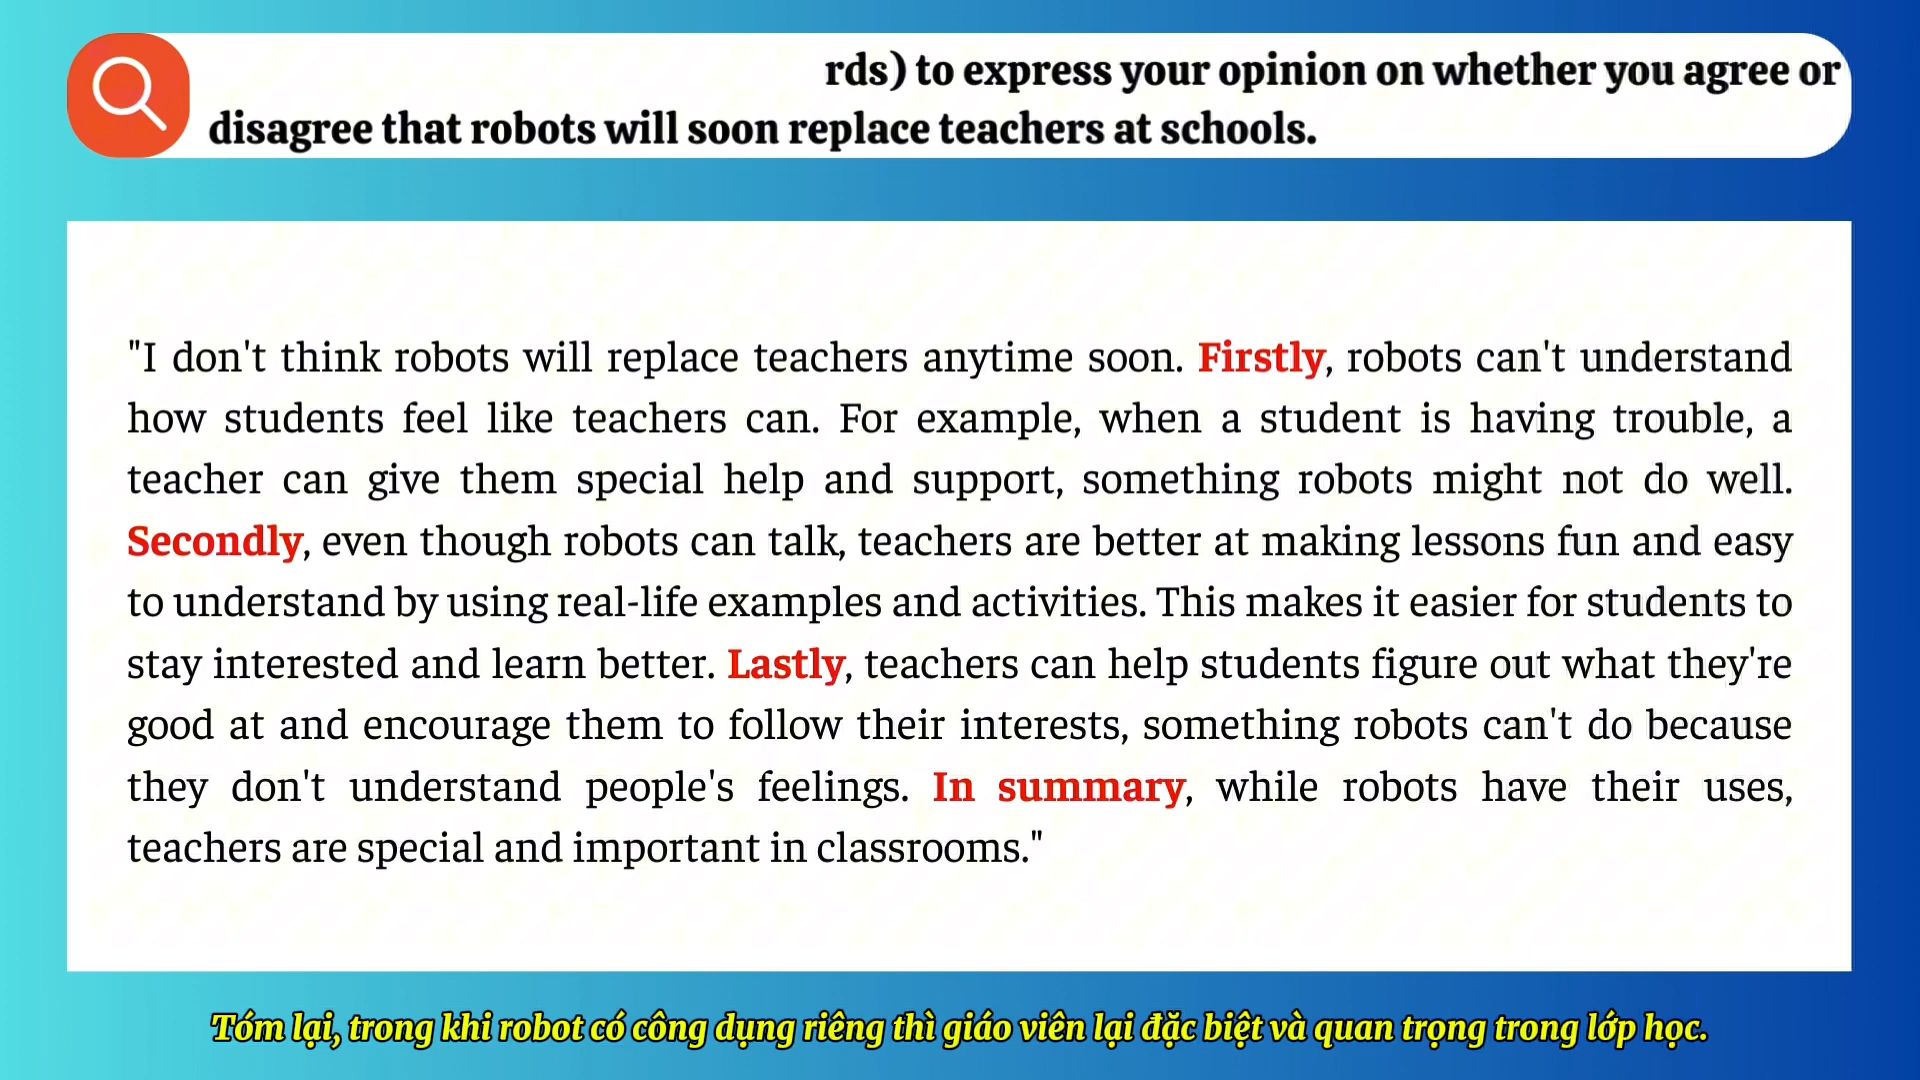 rds) to express your opinion on whether you agree or
disagree that robots will soon replace teachers at schools.
"I don't think robots will replace teachers anytime soon. Firstly, robots can't understand
how students feel like teachers can. For example, when a student is having trouble, a
teacher can give them special help and support, something robots might not do well.
Secondly, even though robots can talk, teachers are better at making lessons fun and easy
to understand by using real-life examples and activities. This makes it easier for students to
stay interested and learn better. Lastly, teachers can help students figure out what they're
good at and encourage them to follow their interests, something robots can't do because
they don't understand people's feelings. In summary, while robots have their uses,
teachers are special and important in classrooms."
Tóm lại, trong khi robot có công dụng riêng thì giáo viên lại đặc biệt và quan trọng trong lớp học.